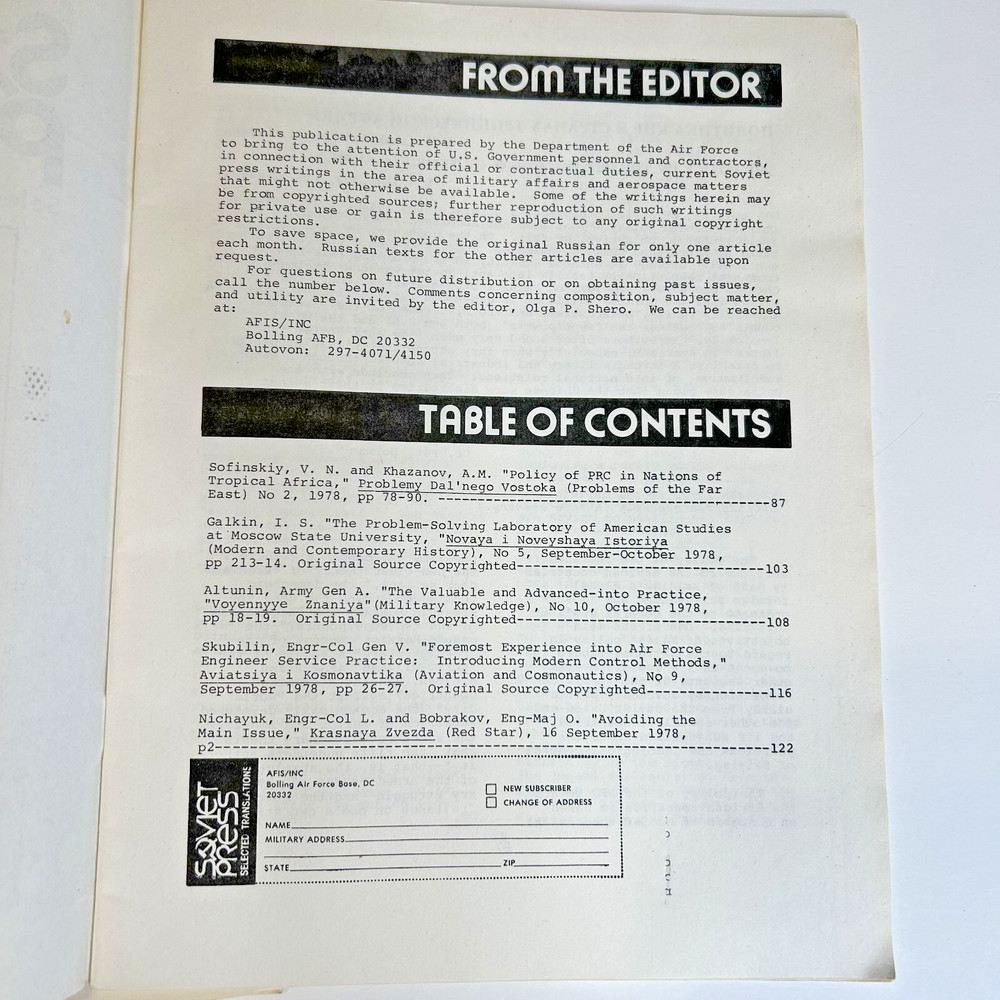 FROM THE EDITOR
This publication is prepared by the Department of the Air Force
to bring to the attention of U.S. Government personnel and contractors,
in connection with their official or contractual duties, current Soviet
press writings in the area of military affairs and aerospace matters
that might not otherwise be available. Some of the writings herein may
be from copyrighted sources; further reproduction of such writings
for private use or gain is therefore subject to any original copyright
restrictions.
To save space, we provide the original Russian for only one article
each month. Russian texts for the other articles are available upon
request.
For questions on future distribution or on obtaining past issues,
call the number below. Comments concerning composition, subject matter,
and utility are invited by the editor, Olga P. Shero. We can be reached
at:
AFIS/INC
Bolling AFB, DC 20332
Autovon: 297-4071/4150
TABLE OF CONTENTS
Sofinskiy, V. N. and Khazanov, A.M. "Policy of PRC in Nations of
Tropical Africa," Problemy Dal'nego Vostoka (Problems of the Far
East) No 2, 1978, pp 78-90. ----------------------------------87
Galkin, I. S. "The Problem-Solving Laboratory of American Studies
at Moscow State University, "Novaya i Noveyshaya Istoriya
(Modern and Contemporary History), No 5, September-October 1978,
pp 213-14. Original Source Copyrighted-------------------------103
Altunin, Army Gen A. "The Valuable and Advanced-into Practice,
"Voyennyye Znaniya"(Military Knowledge), No 10, October 1978,
pp 18-19. Original Source Copyrighted-------------------------108
Skubilin, Engr-Col Gen V. "Foremost Experience into Air Force
Engineer Service Practice: Introducing Modern Control Methods,"
Aviatsiya i Kosmonavtika (Aviation and Cosmonautics), No 9,
September 1978, pp 26-27. Original Source Copyrighted------------116
Nichayuk, Engr-Col L. and Bobrakov, Eng-Maj O. "Avoiding the
Main Issue," Krasnaya Zvezda (Red Star), 16 September 1978,
p2---------------------------------------------------------------122
SOVIET
PRESS
SELECTED TRANSLATIONS
AFIS/INC
Bolling Air Force Base, DC
20332
NEW SUBSCRIBER
CHANGE OF ADDRESS
NAME
MILITARY ADDRESS
STATE ZIP